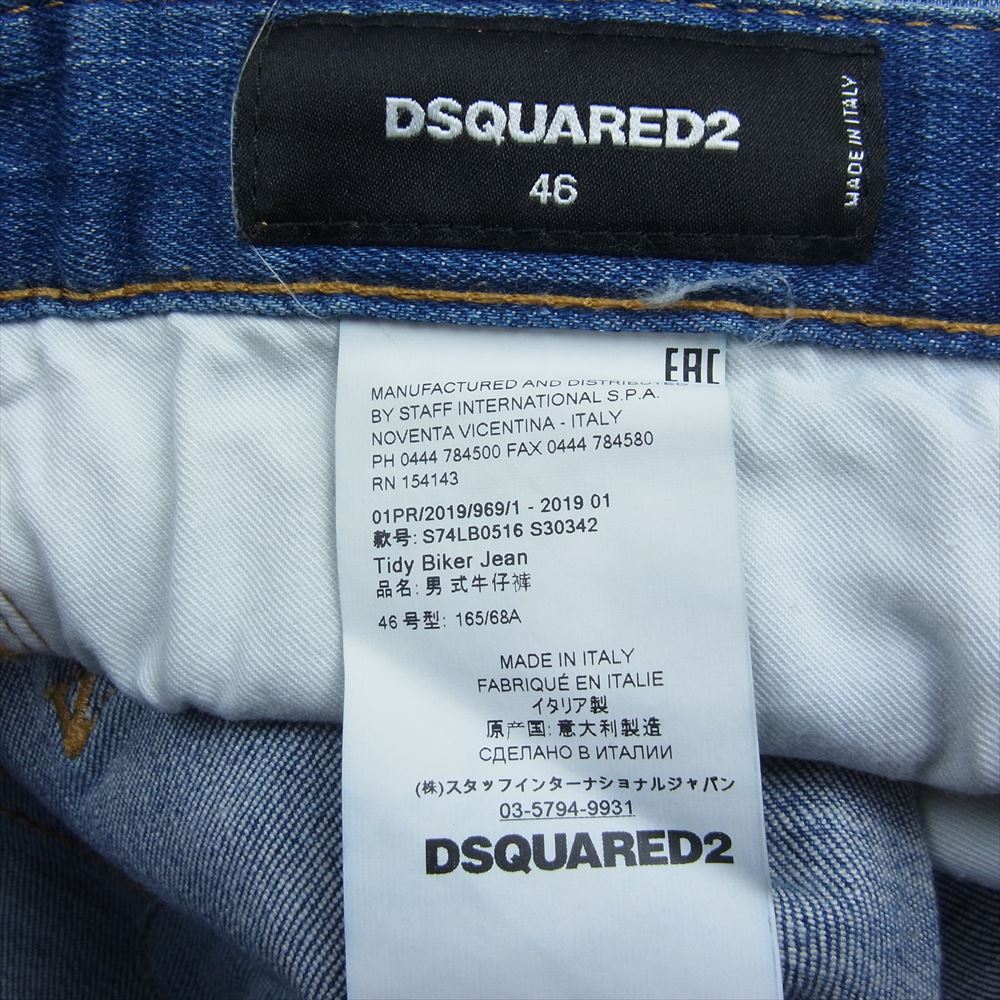 DSQUARED2
46
MADE IN ITALY
EAC
MANUFACTURED AND DISTRIBUTED
BY STAFF INTERNATIONAL S.P.A.
NOVENTA VICENTINA - ITALY
PH 0444 784500 FAX 0444 784580
RN 154143
01PR/2019/969/1 - 2019 01
款号: S74LB0516 S30342
Tidy Biker Jean
品名: 男 式牛仔裤
46 号型: 165/68A
MADE IN ITALY
FABRIQUÉ EN ITALIE
イタリア製
原产国: 意大利製造
СДЕЛАНО В ИТАЛИИ
(株)スタッフインターナショナルジャパン
03-5794-9931
DSQUARED2